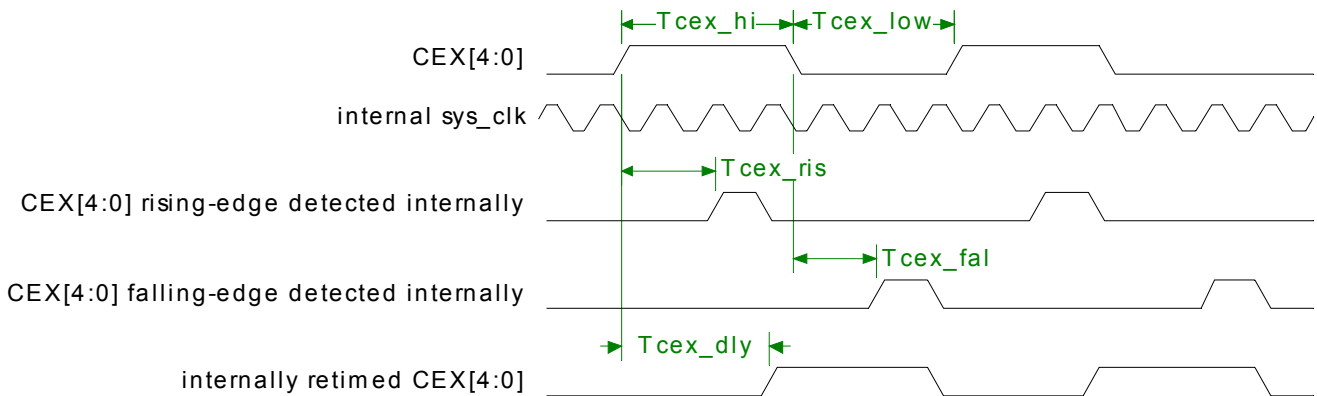 Tcex_hi Tcex_low
CEX[4:0]
internal sys_clk
Tcex_ris
CEX[4:0] rising-edge detected internally
Tcex_fal
CEX[4:0] falling-edge detected internally
Tcex_dly
internally retimed CEX[4:0]